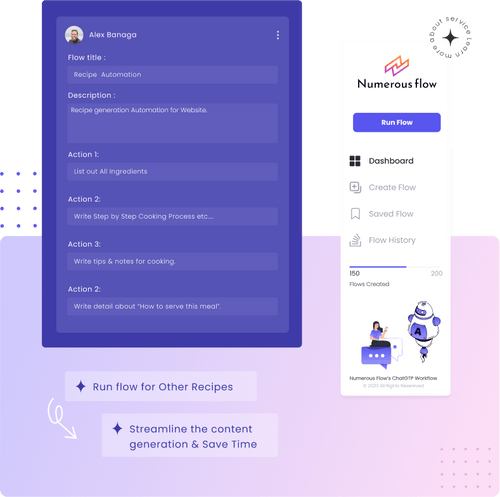 Alex Banaga
Flow title :
Recipe Automation
Description :
Recipe generation Automation for Website.
Action 1:
List out All Ingredients
Action 2:
Write Step by Step Cooking Process etc...
Action 3:
Write tips & notes for cooking.
Action 2:
Write detail about "How to serve this meal".
Run flow for Other Recipes
Streamline the content
generation & Save Time
Learn more about service
Numerous flow
Run Flow
Dashboard
Create Flow
Saved Flow
Flow History
150
200
Flows Created
A
Numerous Flow's ChatGTP Workflow
© 2023 All Rights Reserved